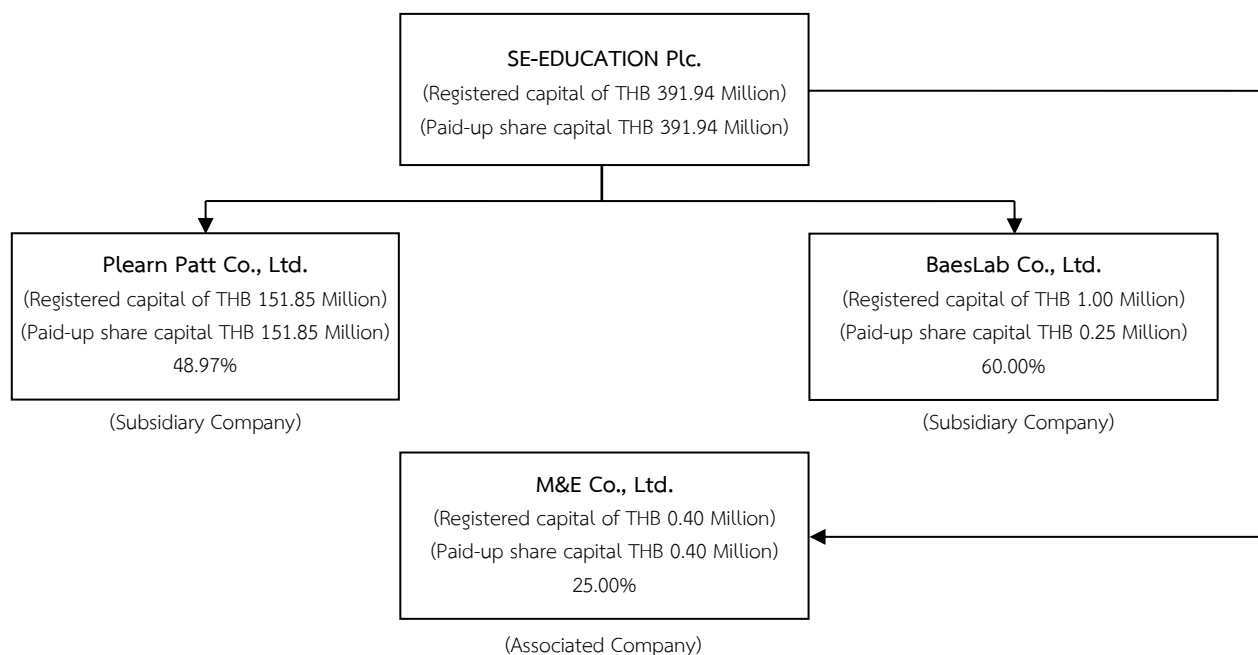 SE-EDUCATION Plc.
(Registered capital of THB 391.94 Million)
(Paid-up share capital THB 391.94 Million)
Plearn Patt Co., Ltd.
(Registered capital of THB 151.85 Million)
(Paid-up share capital THB 151.85 Million)
48.97%
(Subsidiary Company)
BaesLab Co., Ltd.
(Registered capital of THB 1.00 Million)
(Paid-up share capital THB 0.25 Million)
60.00%
(Subsidiary Company)
M&E Co., Ltd.
(Registered capital of THB 0.40 Million)
(Paid-up share capital THB 0.40 Million)
25.00%
(Associated Company)